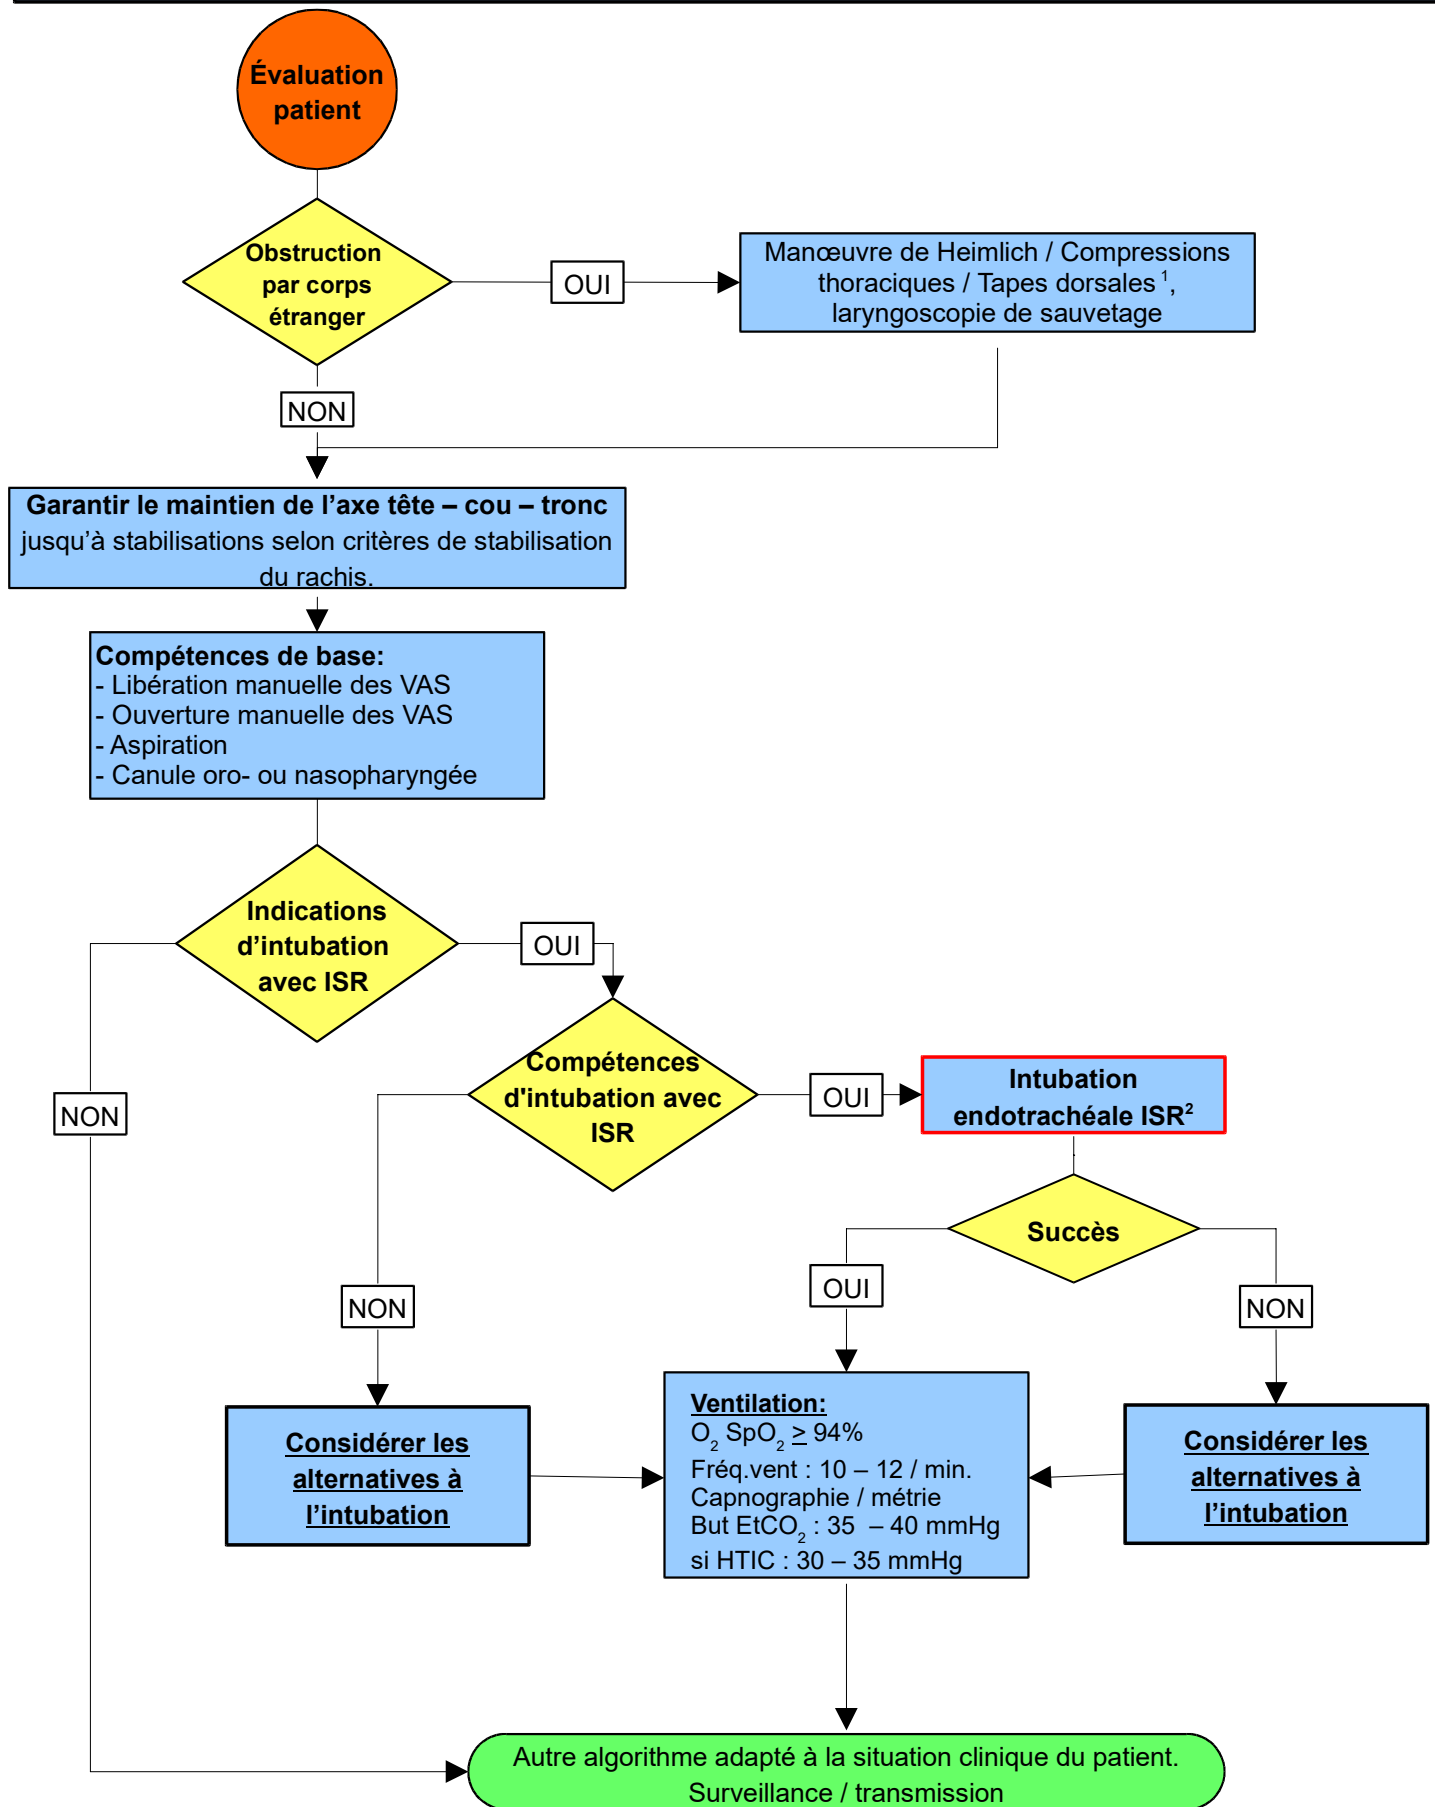 Évaluation
patient
Obstruction
par corps
étranger
OUI
Manœuvre de Heimlich / Compressions
thoraciques / Tapes dorsales ¹,
laryngoscopie de sauvetage
NON
Garantir le maintien de l’axe tête – cou – tronc
jusqu’à stabilisations selon critères de stabilisation
du rachis.
Compétences de base:
- Libération manuelle des VAS
- Ouverture manuelle des VAS
- Aspiration
- Canule oro- ou nasopharyngée
Indications
d’intubation
avec ISR
OUI
NON
Compétences
d'intubation avec
ISR
OUI
Intubation
endotrachéale ISR²
Succès
NON
OUI
NON
Considérer les
alternatives à
l’intubation
Ventilation:
O₂ SpO₂ ≥ 94%
Fréq.vent : 10 – 12 / min.
Capnographie / métrie
But EtCO₂ : 35 – 40 mmHg
si HTIC : 30 – 35 mmHg
Considérer les
alternatives à
l’intubation
Autre algorithme adapté à la situation clinique du patient.
Surveillance / transmission